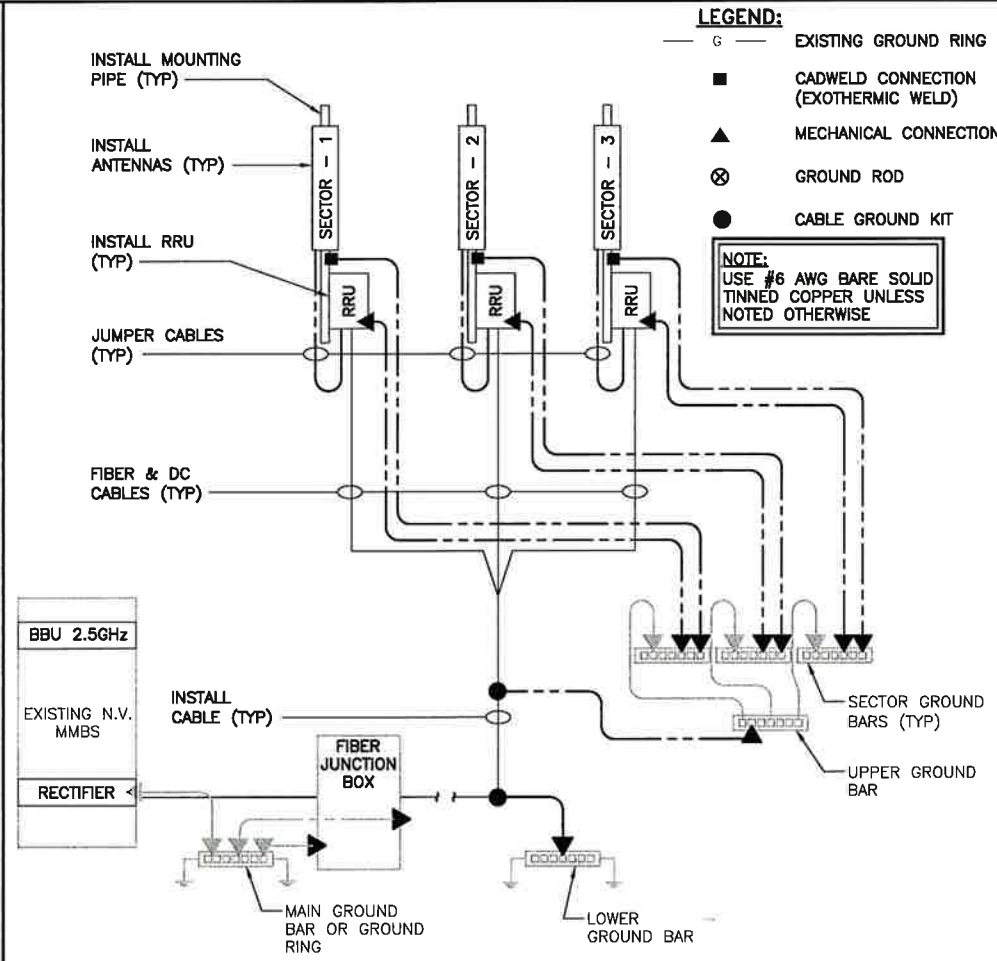 LEGEND:
G
EXISTING GROUND RING
CADWELD CONNECTION
(EXOTHERMIC WELD)
MECHANICAL CONNECTION
GROUND ROD
CABLE GROUND KIT
NOTE:
USE #6 AWG BARE SOLID
TINNED COPPER UNLESS
NOTED OTHERWISE
INSTALL MOUNTING
PIPE (TYP)
INSTALL
ANTENNAS (TYP)
SECTOR - 1
SECTOR - 2
SECTOR - 3
INSTALL RRU
(TYP)
RRU
RRU
RRU
JUMPER CABLES
(TYP)
FIBER & DC
CABLES (TYP)
BBU 2.5GHz
EXISTING N.V.
MMBS
RECTIFIER
INSTALL
CABLE (TYP)
FIBER
JUNCTION
BOX
SECTOR GROUND
BARS (TYP)
UPPER GROUND
BAR
MAIN GROUND
BAR OR GROUND
RING
LOWER
GROUND BAR